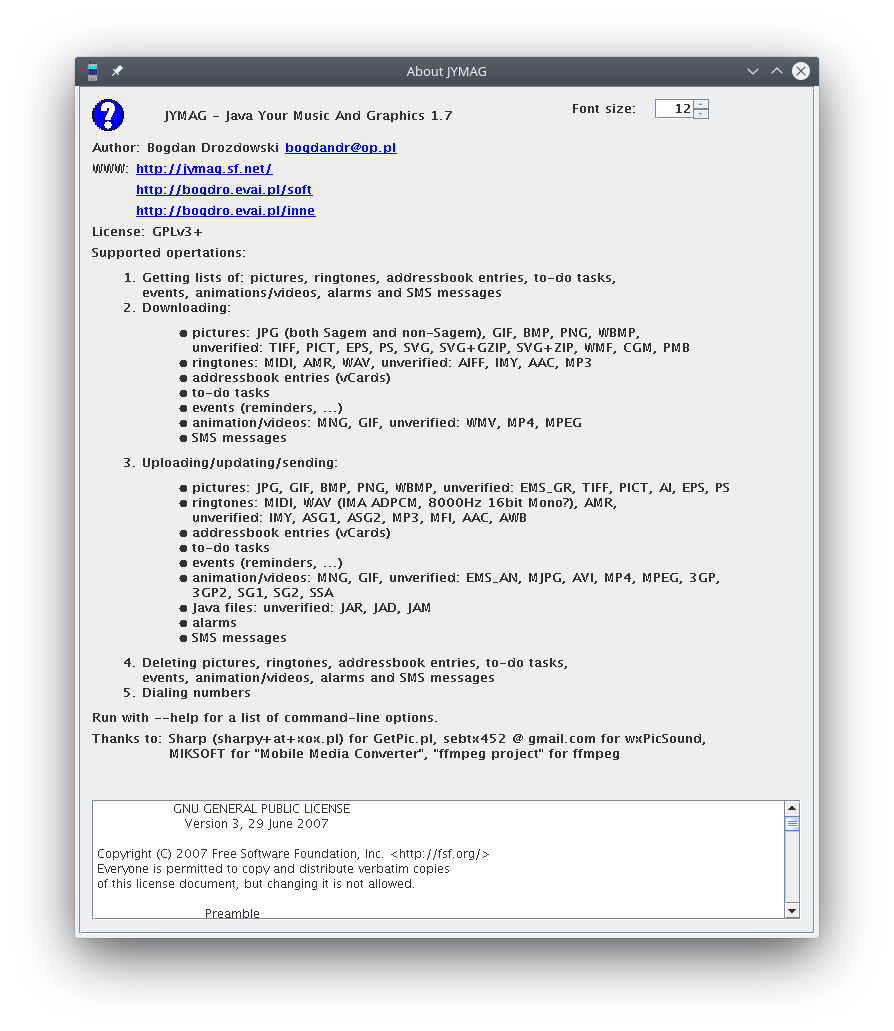 About JYMAG
JYMAG - Java Your Music And Graphics 1.7
Font size: 12
Author: Bogdan Drozdowski bogdandr@op.pl
WWW: http://jymag.sf.net/
http://bogdro.evai.pl/soft
http://bogdro.evai.pl/inne
License: GPLv3+
Supported opertations:
1. Getting lists of: pictures, ringtones, addressbook entries, to-do tasks,
events, animations/videos, alarms and SMS messages
2. Downloading:
● pictures: JPG (both Sagem and non-Sagem), GIF, BMP, PNG, WBMP,
unverified: TIFF, PICT, EPS, PS, SVG, SVG+GZIP, SVG+ZIP, WMF, CGM, PMB
● ringtones: MIDI, AMR, WAV, unverified: AIFF, IMY, AAC, MP3
● addressbook entries (vCards)
● to-do tasks
● events (reminders, ...)
● animation/videos: MNG, GIF, unverified: WMV, MP4, MPEG
● SMS messages
3. Uploading/updating/sending:
● pictures: JPG, GIF, BMP, PNG, WBMP, unverified: EMS_GR, TIFF, PICT, AI, EPS, PS
● ringtones: MIDI, WAV (IMA ADPCM, 8000Hz 16bit Mono?), AMR,
unverified: IMY, ASG1, ASG2, MP3, MFI, AAC, AWB
● addressbook entries (vCards)
● to-do tasks
● events (reminders, ...)
● animation/videos: MNG, GIF, unverified: EMS_AN, MJPG, AVI, MP4, MPEG, 3GP,
3GP2, SG1, SG2, SSA
● Java files: unverified: JAR, JAD, JAM
● alarms
● SMS messages
4. Deleting pictures, ringtones, addressbook entries, to-do tasks,
events, animation/videos, alarms and SMS messages
5. Dialing numbers
Run with --help for a list of command-line options.
Thanks to: Sharp (sharpy+at+xox.pl) for GetPic.pl, sebtx452 @ gmail.com for wxPicSound,
MIKSOFT for "Mobile Media Converter", "ffmpeg project" for ffmpeg
GNU GENERAL PUBLIC LICENSE
Version 3, 29 June 2007
Copyright (C) 2007 Free Software Foundation, Inc. <http://fsf.org/>
Everyone is permitted to copy and distribute verbatim copies
of this license document, but changing it is not allowed.
Preamble